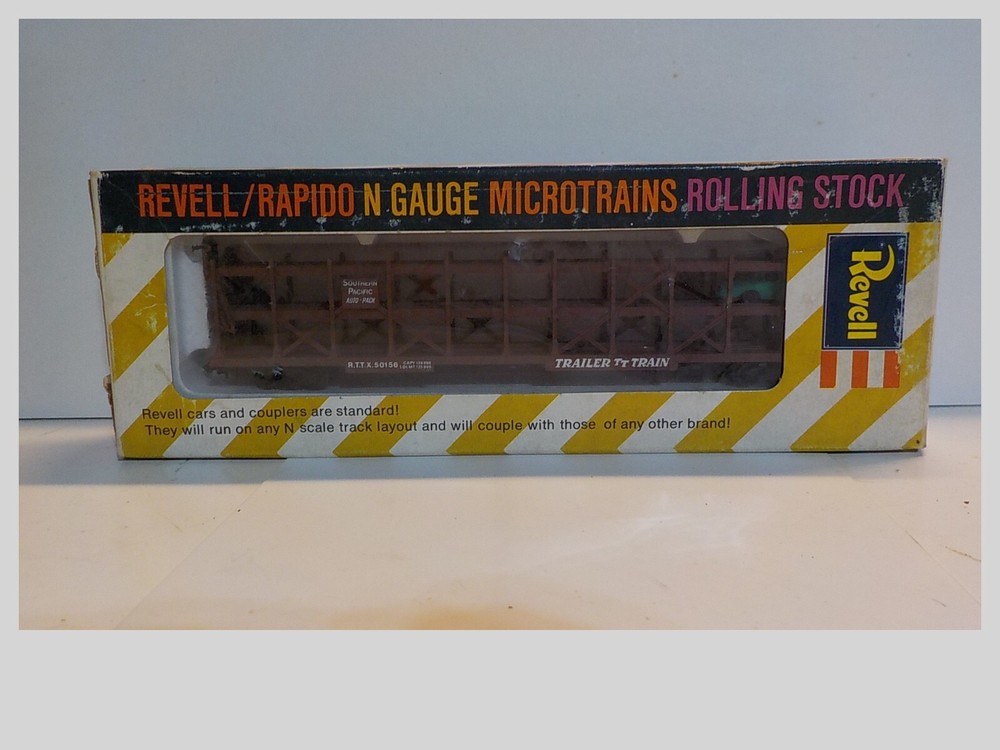 REVELL/RAPIDO N GAUGE MICROTRAINS ROLLING STOCK
Revell
SOUTHERN
PACIFIC
AUTO-PACK
R.T.T.X. 50156
TRAILER TT TRAIN
Revell cars and couplers are standard!
They will run on any N scale track layout and will couple with those of any other brand!